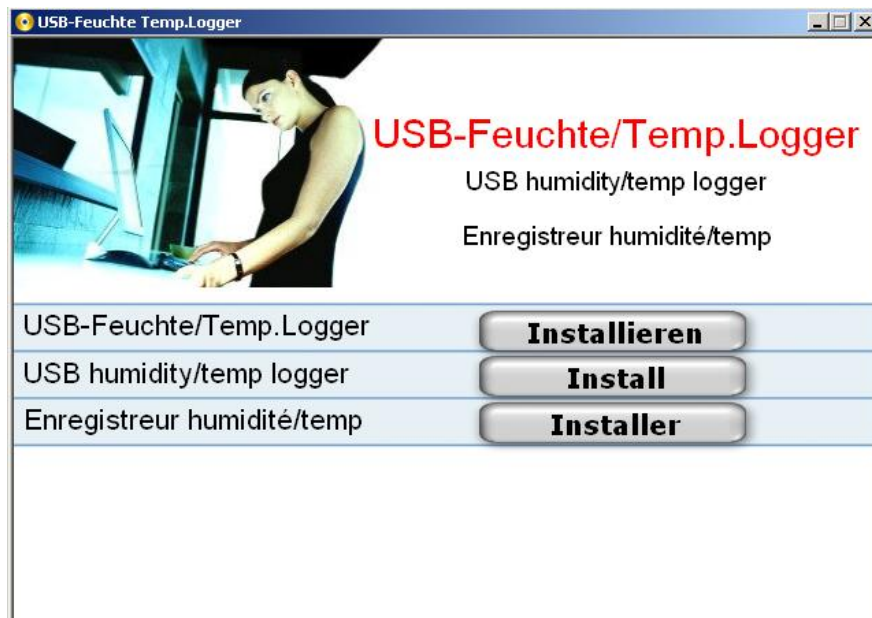 USB-Feuchte Temp.Logger
USB-Feuchte/Temp.Logger
USB humidity/temp logger
Enregistreur humidité/temp
USB-Feuchte/Temp.Logger Installieren
USB humidity/temp logger Install
Enregistreur humidité/temp Installer